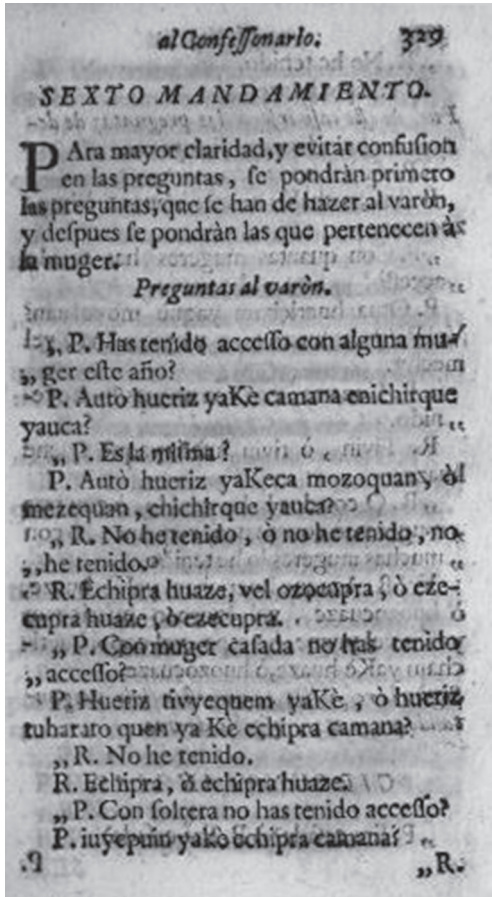 al Confeſſonario. 329
SEXTO MANDAMIENTO.
PAra mayor claridad, y evitar confuſion
en las preguntas, ſe pondràn primero
las preguntas, que ſe han de hazer al varòn,
y deſpues ſe pondràn las que pertenecen à
la muger.
Preguntas al varòn.
„ P. Has tenido acceſſo con alguna mu-
„ ger eſte año?
P. Autò hueriz yaKè camana enichirque
yauca?
„ P. Es la miſma?
P. Autò hueriz yaKeca mozoquan, ò
mezequan, chichirque yauca?
„ R. No he tenido, ò no he tenido, no
„ he tenido.
R. Echipra huaze, vel ozocupra, ò eze-
cupra huaze, ò ezecupra.
„ P. Con muger caſada no has tenido
„ acceſſo?
P. Hueriz tivyequem yaKè, ò hueriz
tuhararo quen ya Kè echipra camana?
„ R. No he tenido.
R. Echipra, ò echipra huaze.
„ P. Con ſoltera no has tenido acceſſo?
P. iuyepuin yako echipra camana?
„ R.